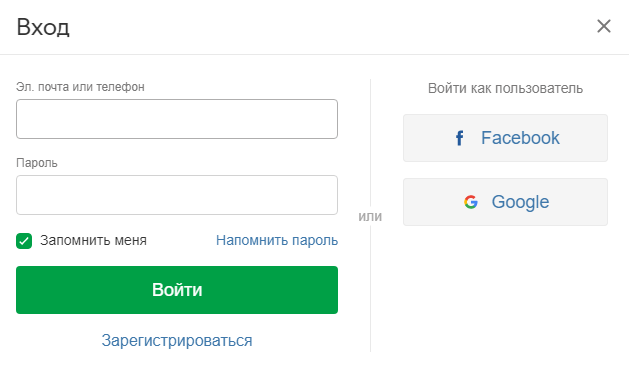 Вход
Эл. почта или телефон
Пароль
Запомнить меня
Напомнить пароль
Войти
Зарегистрироваться
или
Войти как пользователь
Facebook
Google